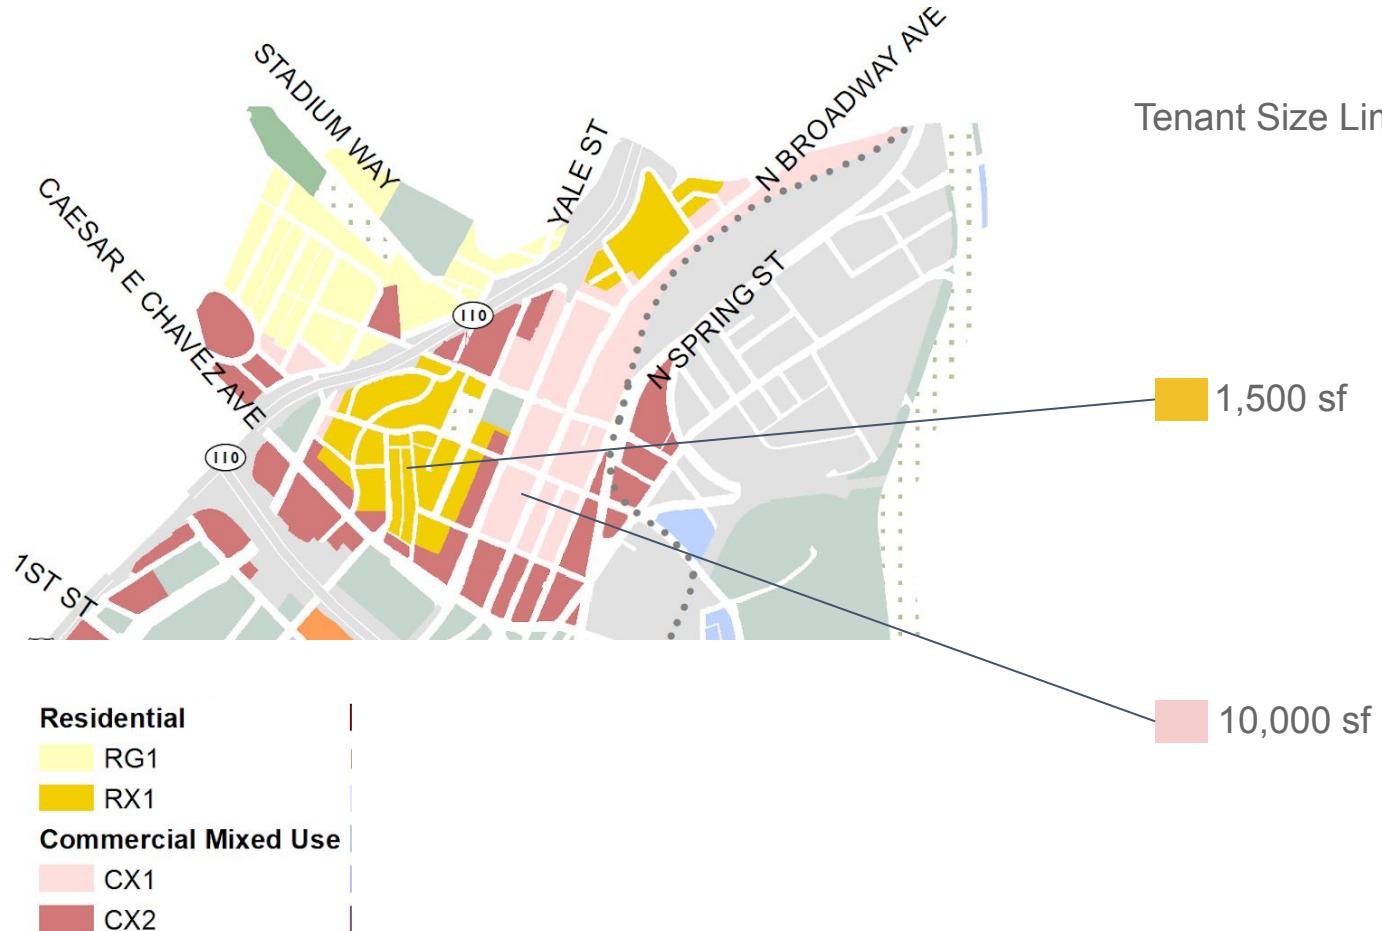 N BROADWAY AVE
STADIUM WAY
Tenant Size
YALE ST
CAESAR E CHAVEZ AVE
N SPRING ST
110
1,500 sf
110
1ST ST
10,000 sf
Residential
RG1
RX1
Commercial Mixed Use
CX1
CX2